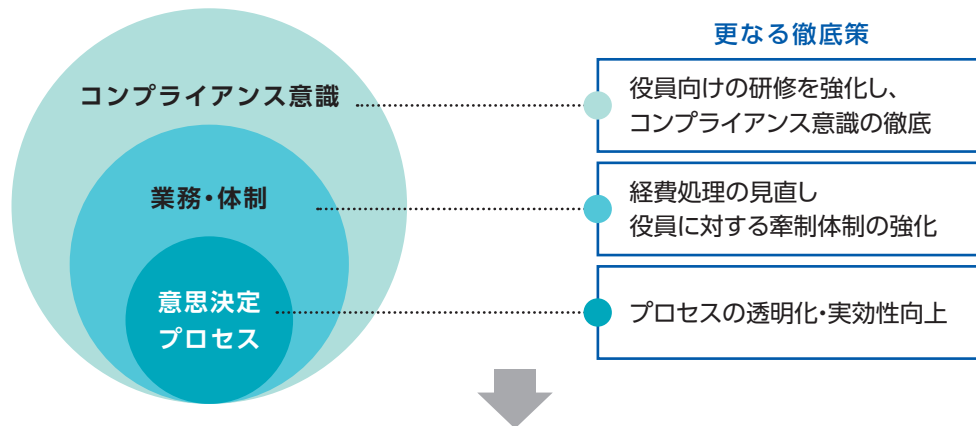 更なる徹底策
コンプライアンス意識
役員向けの研修を強化し、
コンプライアンス意識の徹底
業務・体制
経費処理の見直し
役員に対する牽制体制の強化
意思決定
プロセス
プロセスの透明化・実効性向上